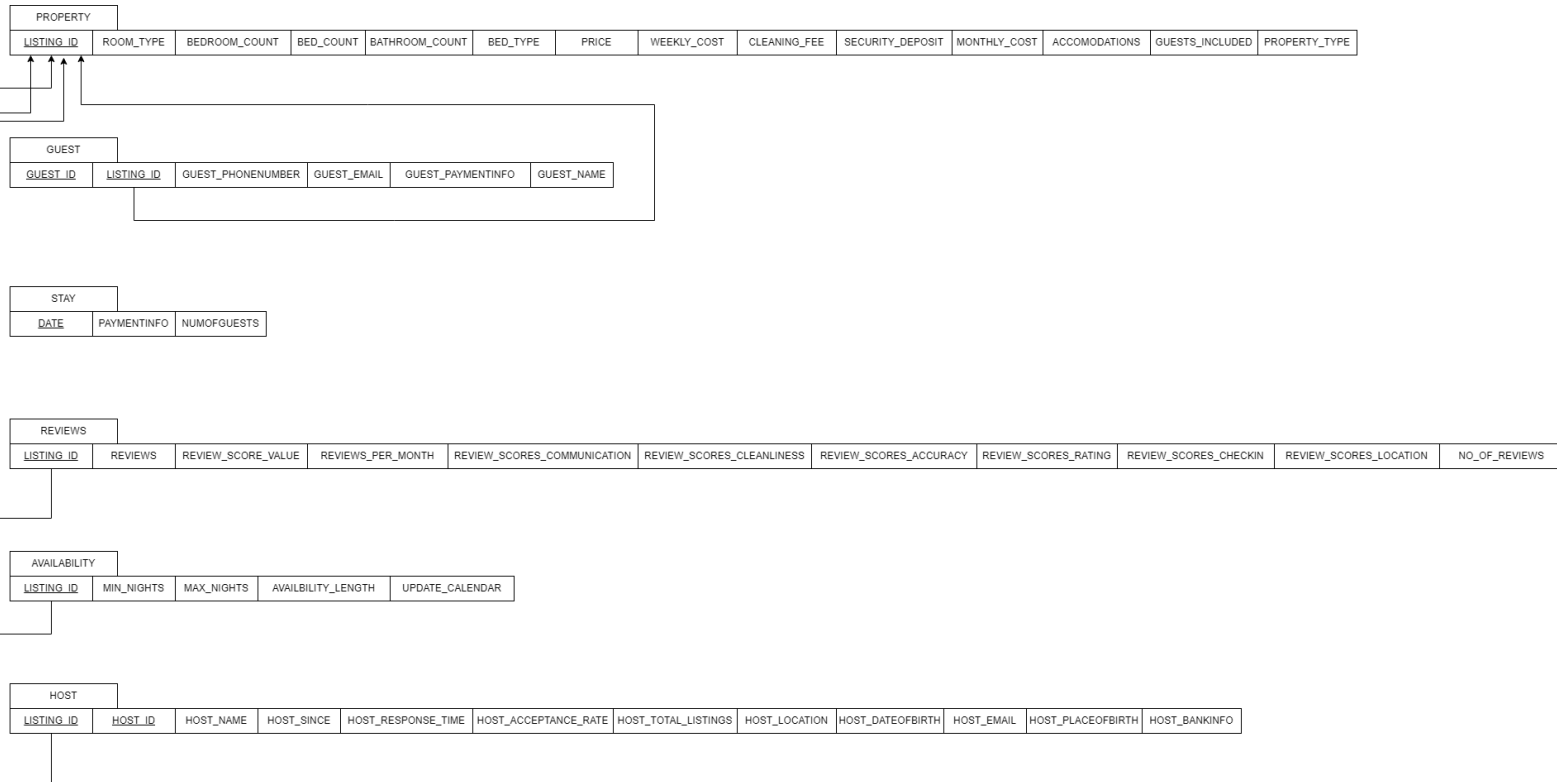 PROPERTY
LISTING_ID ROOM_TYPE BEDROOM_COUNT BED_COUNT BATHROOM_COUNT BED_TYPE PRICE WEEKLY_COST CLEANING_FEE SECURITY_DEPOSIT MONTHLY_COST ACCOMODATIONS GUESTS_INCLUDED PROPERTY_TYPE
GUEST
GUEST_ID LISTING_ID GUEST_PHONENUMBER GUEST_EMAIL GUEST_PAYMENTINFO GUEST_NAME
STAY
DATE PAYMENTINFO NUMOFGUESTS
REVIEWS
LISTING_ID REVIEWS REVIEW_SCORE_VALUE REVIEWS_PER_MONTH REVIEW_SCORES_COMMUNICATION REVIEW_SCORES_CLEANLINESS REVIEW_SCORES_ACCURACY REVIEW_SCORES_RATING REVIEW_SCORES_CHECKIN REVIEW_SCORES_LOCATION NO_OF_REVIEWS
AVAILABILITY
LISTING_ID MIN_NIGHTS MAX_NIGHTS AVAILBILITY_LENGTH UPDATE_CALENDAR
HOST
LISTING_ID HOST_ID HOST_NAME HOST_SINCE HOST_RESPONSE_TIME HOST_ACCEPTANCE_RATE HOST_TOTAL_LISTINGS HOST_LOCATION HOST_DATEOFBIRTH HOST_EMAIL HOST_PLACEOFBIRTH HOST_BANKINFO